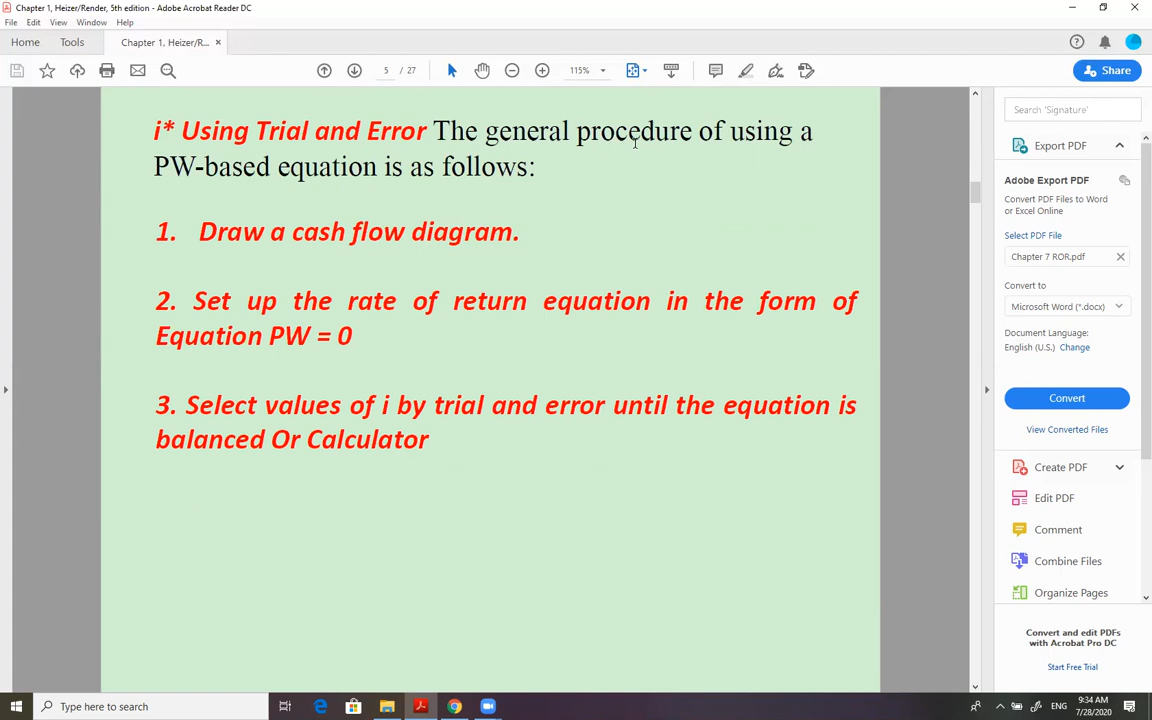 Chapter 1, Heizer/Render, 5th edition - Adobe Acrobat Reader DC
File Edit View Window Help
Home Tools Chapter 1, Heizer/R... ×
5 / 27 115% Share
i* Using Trial and Error The general procedure of using a
PW-based equation is as follows:
1. Draw a cash flow diagram.
2. Set up the rate of return equation in the form of
Equation PW = 0
3. Select values of i by trial and error until the equation is
balanced Or Calculator
Search 'Signature'
Export PDF
Adobe Export PDF
Convert PDF Files to Word
or Excel Online
Select PDF File
Chapter 7 ROR.pdf
Convert to
Microsoft Word (*.docx)
Document Language:
English (U.S.) Change
Convert
View Converted Files
Create PDF
Edit PDF
Comment
Combine Files
Organize Pages
Convert and edit PDFs
with Acrobat Pro DC
Start Free Trial
Type here to search
ENG
9:34 AM
7/28/2020